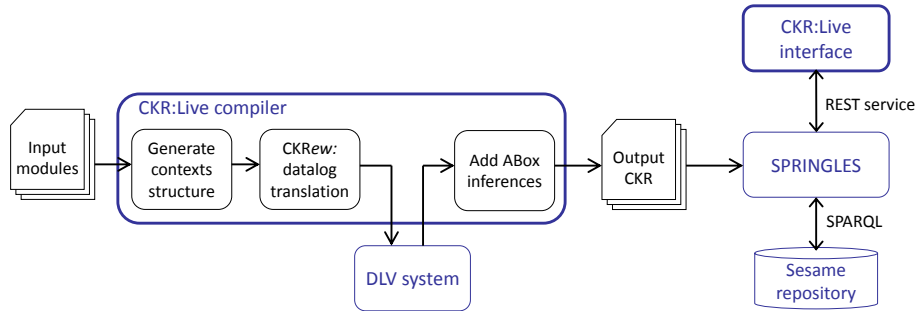 CKR:Live
interface
REST service
CKR:Live compiler
Input
modules
Generate
contexts
structure
CKRew:
datalog
translation
Add ABox
inferences
Output
CKR
SPRINGLES
SPARQL
DLV system
Sesame
repository